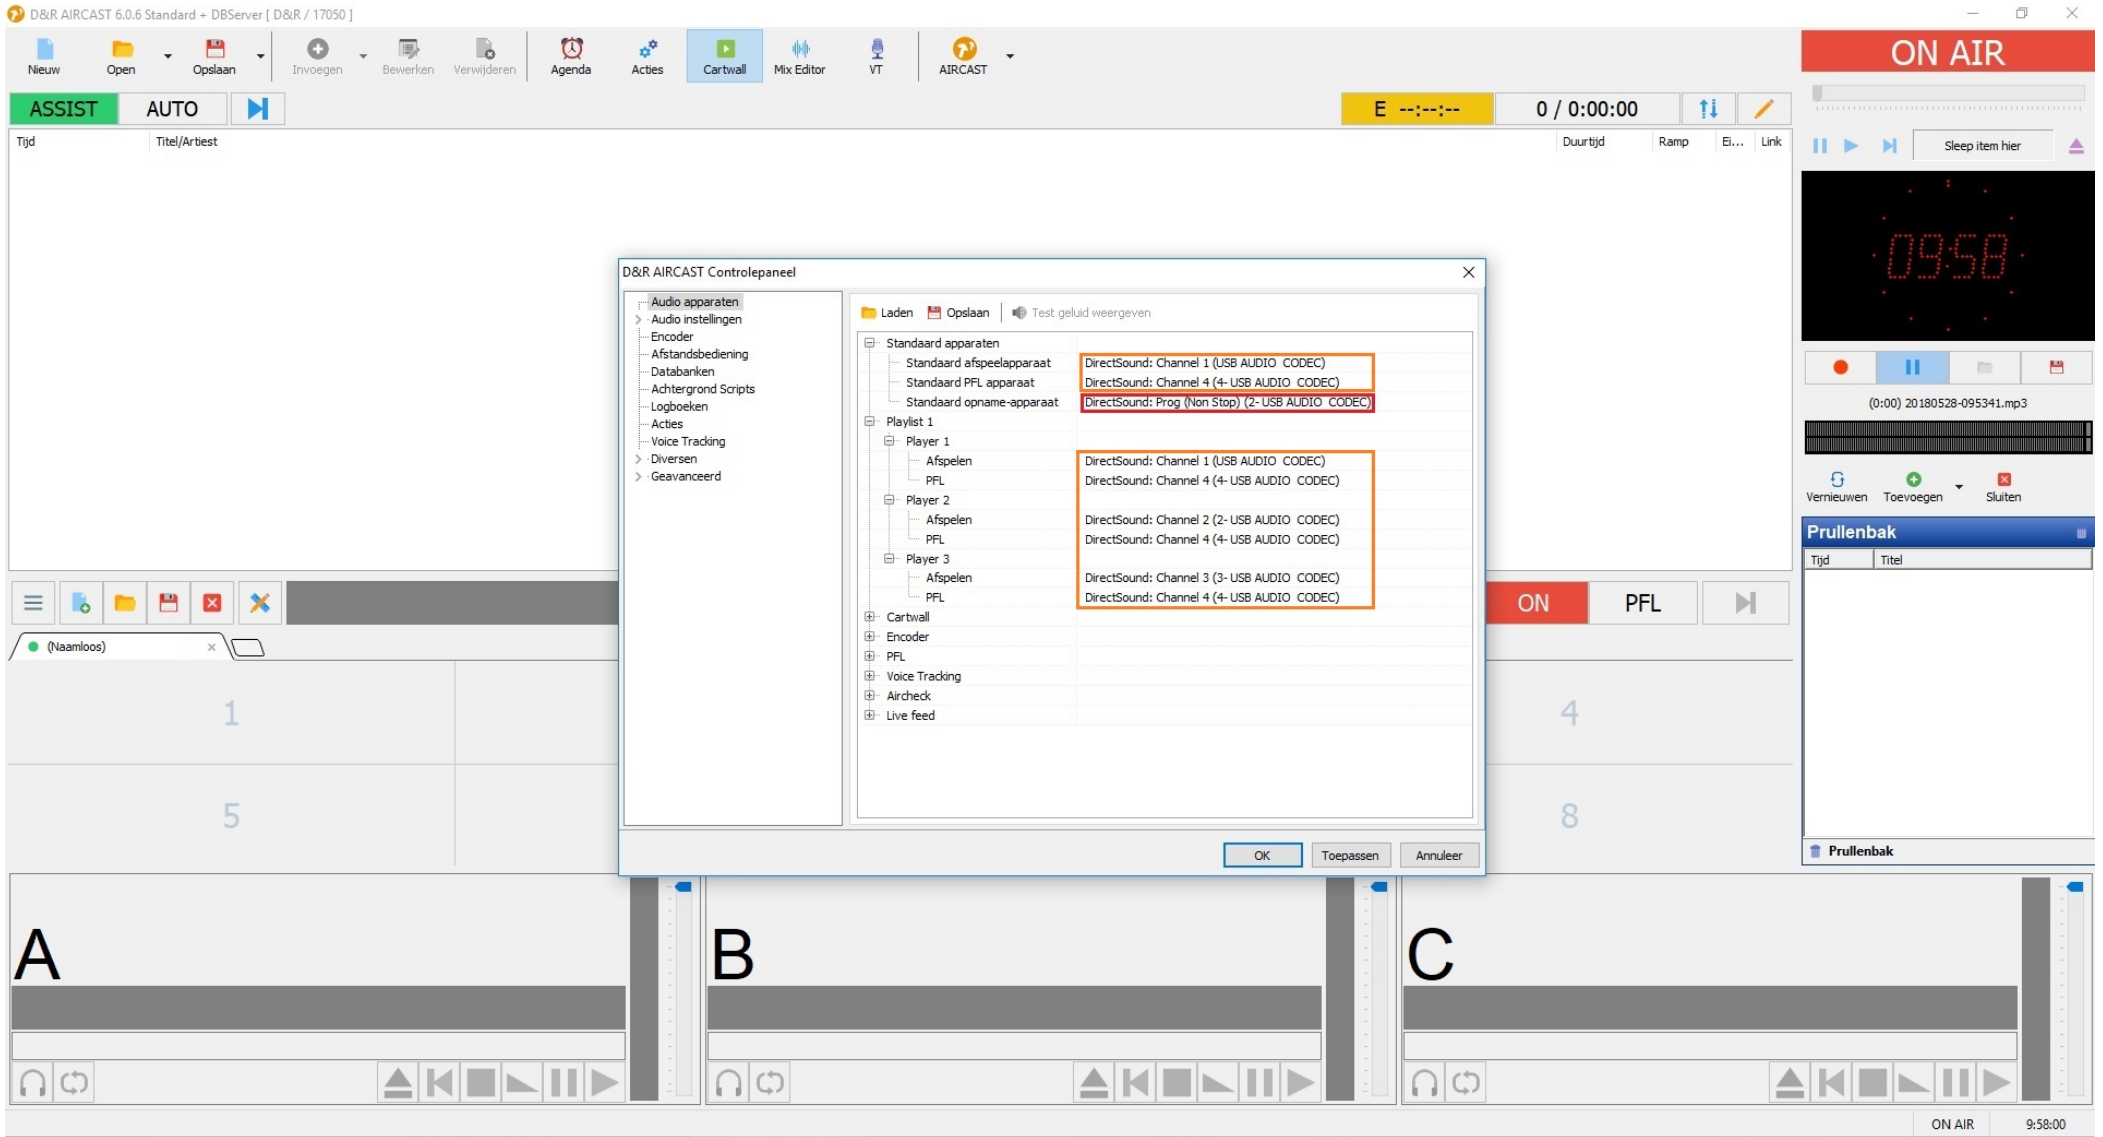 D&R AIRCAST 6.0.6 Standard + DBServer [ D&R / 17050 ]
Nieuw Open Opslaan Invoegen Bewerken Verwijderen Agenda Acties Cartwall Mix Editor VT AIRCAST
ON AIR
ASSIST AUTO E --:--:-- 0 / 0:00:00
Tijd Titel/Artiest Duurtijd Ramp Ei... Link
Sleep item hier
09:58
(0:00) 20180528-095341.mp3
Vernieuwen Toevoegen Sluiten
Prullenbak
Tijd Titel
Prullenbak
D&R AIRCAST Controlepaneel
Audio apparaten
Audio instellingen
Encoder
Afstandsbediening
Databanken
Achtergrond Scripts
Logboeken
Acties
Voice Tracking
Diversen
Geavanceerd
Laden Opslaan Test geluid weergeven
Standaard apparaten
Standaard afspeelapparaat DirectSound: Channel 1 (USB AUDIO CODEC)
Standaard PFL apparaat DirectSound: Channel 4 (4- USB AUDIO CODEC)
Standaard opname-apparaat DirectSound: Prog (Non Stop) (2- USB AUDIO CODEC)
Playlist 1
Player 1
Afspelen DirectSound: Channel 1 (USB AUDIO CODEC)
PFL DirectSound: Channel 4 (4- USB AUDIO CODEC)
Player 2
Afspelen DirectSound: Channel 2 (2- USB AUDIO CODEC)
PFL DirectSound: Channel 4 (4- USB AUDIO CODEC)
Player 3
Afspelen DirectSound: Channel 3 (3- USB AUDIO CODEC)
PFL DirectSound: Channel 4 (4- USB AUDIO CODEC)
Cartwall
Encoder
PFL
Voice Tracking
Aircheck
Live feed
OK Toepassen Annuleer
ON PFL
(Naamloos)
1 4
5 8
A B C
ON AIR 9:58:00